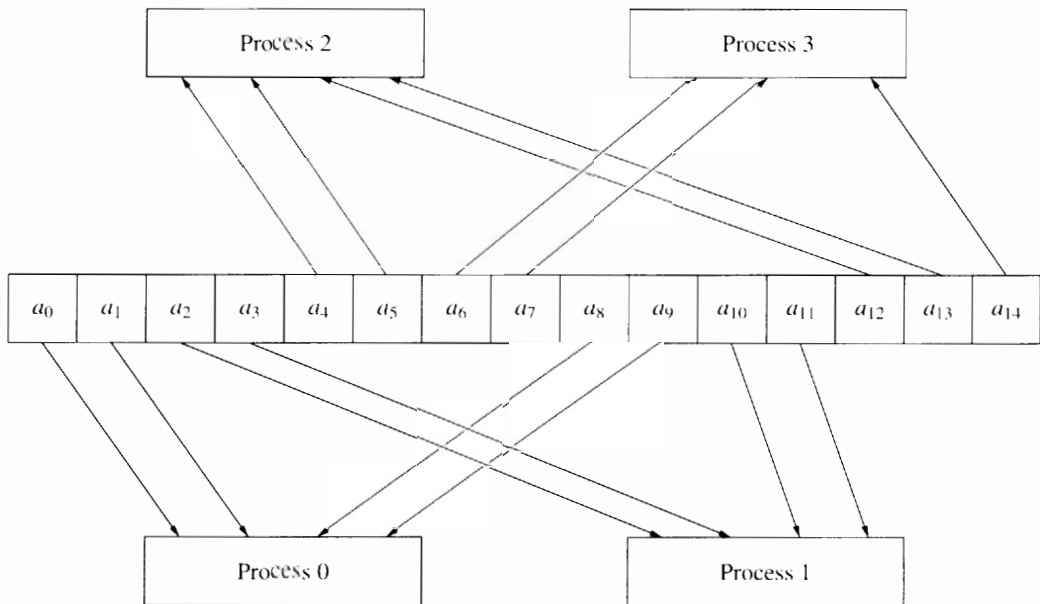 Process 2
Process 3
a0 a1 a2 a3 a4 a5 a6 a7 a8 a9 a10 a11 a12 a13 a14
Process 0
Process 1